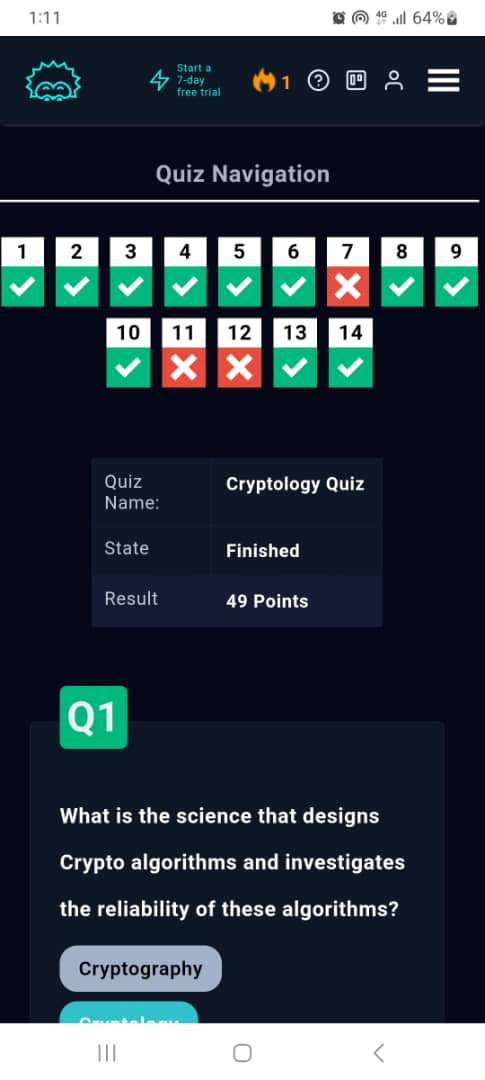 1:11
4G 64%
Start a
7-day
free trial
1
Quiz Navigation
1 2 3 4 5 6 7 8 9
10 11 12 13 14
Quiz Name: Cryptology Quiz
State Finished
Result 49 Points
Q1
What is the science that designs
Crypto algorithms and investigates
the reliability of these algorithms?
Cryptography
Cryptology